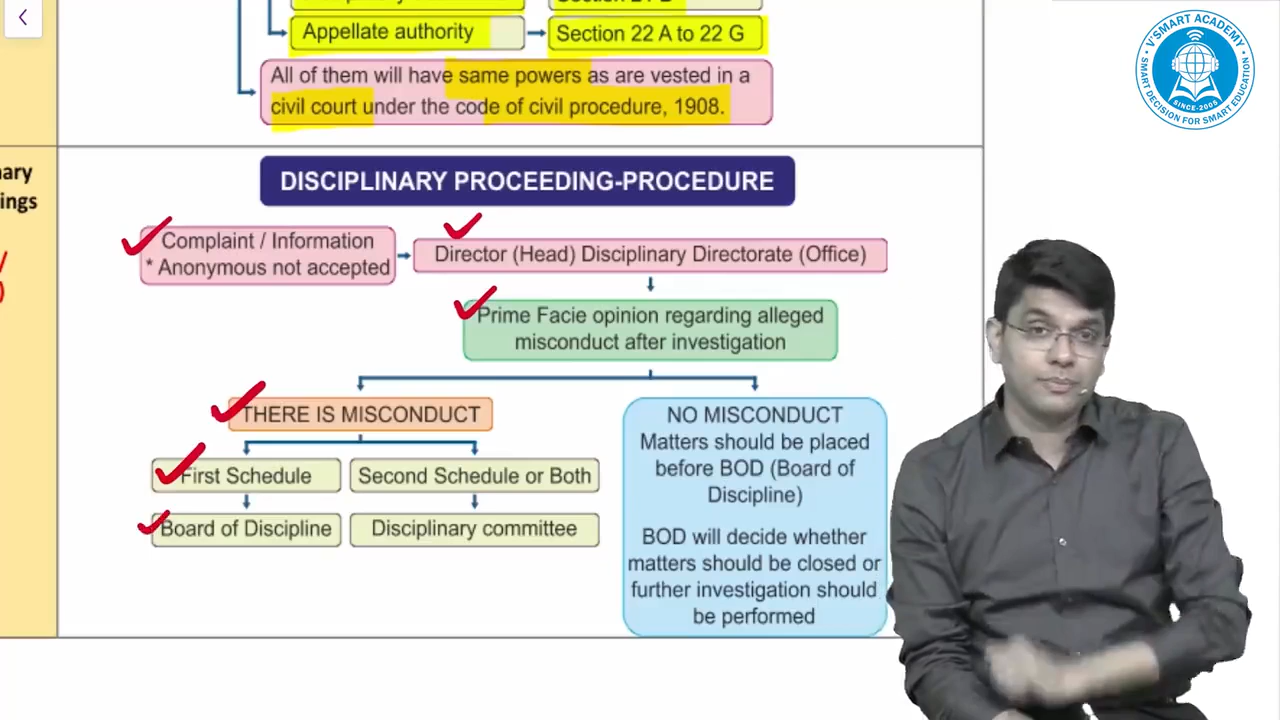 Appellate authority
Section 22 A to 22 G
All of them will have same powers as are vested in a
civil court under the code of civil procedure, 1908.
DISCIPLINARY PROCEEDING-PROCEDURE
Complaint / Information
* Anonymous not accepted
Director (Head) Disciplinary Directorate (Office)
Prime Facie opinion regarding alleged
misconduct after investigation
THERE IS MISCONDUCT
First Schedule
Second Schedule or Both
Board of Discipline
Disciplinary committee
NO MISCONDUCT
Matters should be placed
before BOD (Board of
Discipline)
BOD will decide whether
matters should be closed or
further investigation should
be performed
V'SMART ACADEMY
SINCE-2005
SMART DECISION FOR SMART EDUCATION